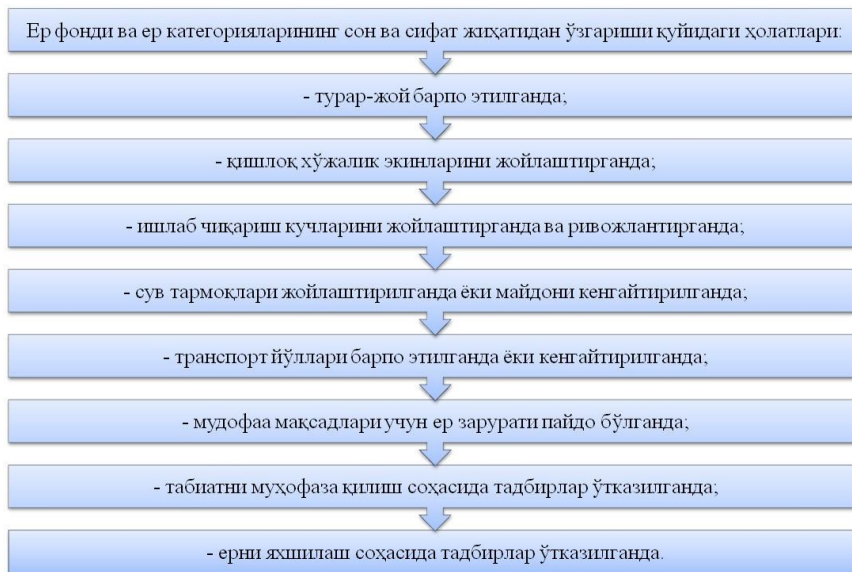 Ер фонди ва ер категорияларининг сон ва сифат жиҳатидан ўзгариши қуйидаги ҳолатлари:
- турар-жой барпо этилганда;
- қишлоқ хўжалик экинларини жойлаштирганда;
- ишлаб чиқариш кучларини жойлаштирганда ва ривожлантирганда;
- сув тармоқлари жойлаштирилганда ёки майдони кенгайтирилганда;
- транспорт йўллари барпо этилганда ёки кенгайтирилганда;
- мудофаа мақсадлари учун ер зарурати пайдо бўлганда;
- табиатни муҳофаза қилиш соҳасида тадбирлар ўтказилганда;
- ерни яхшилаш соҳасида тадбирлар ўтказилганда.